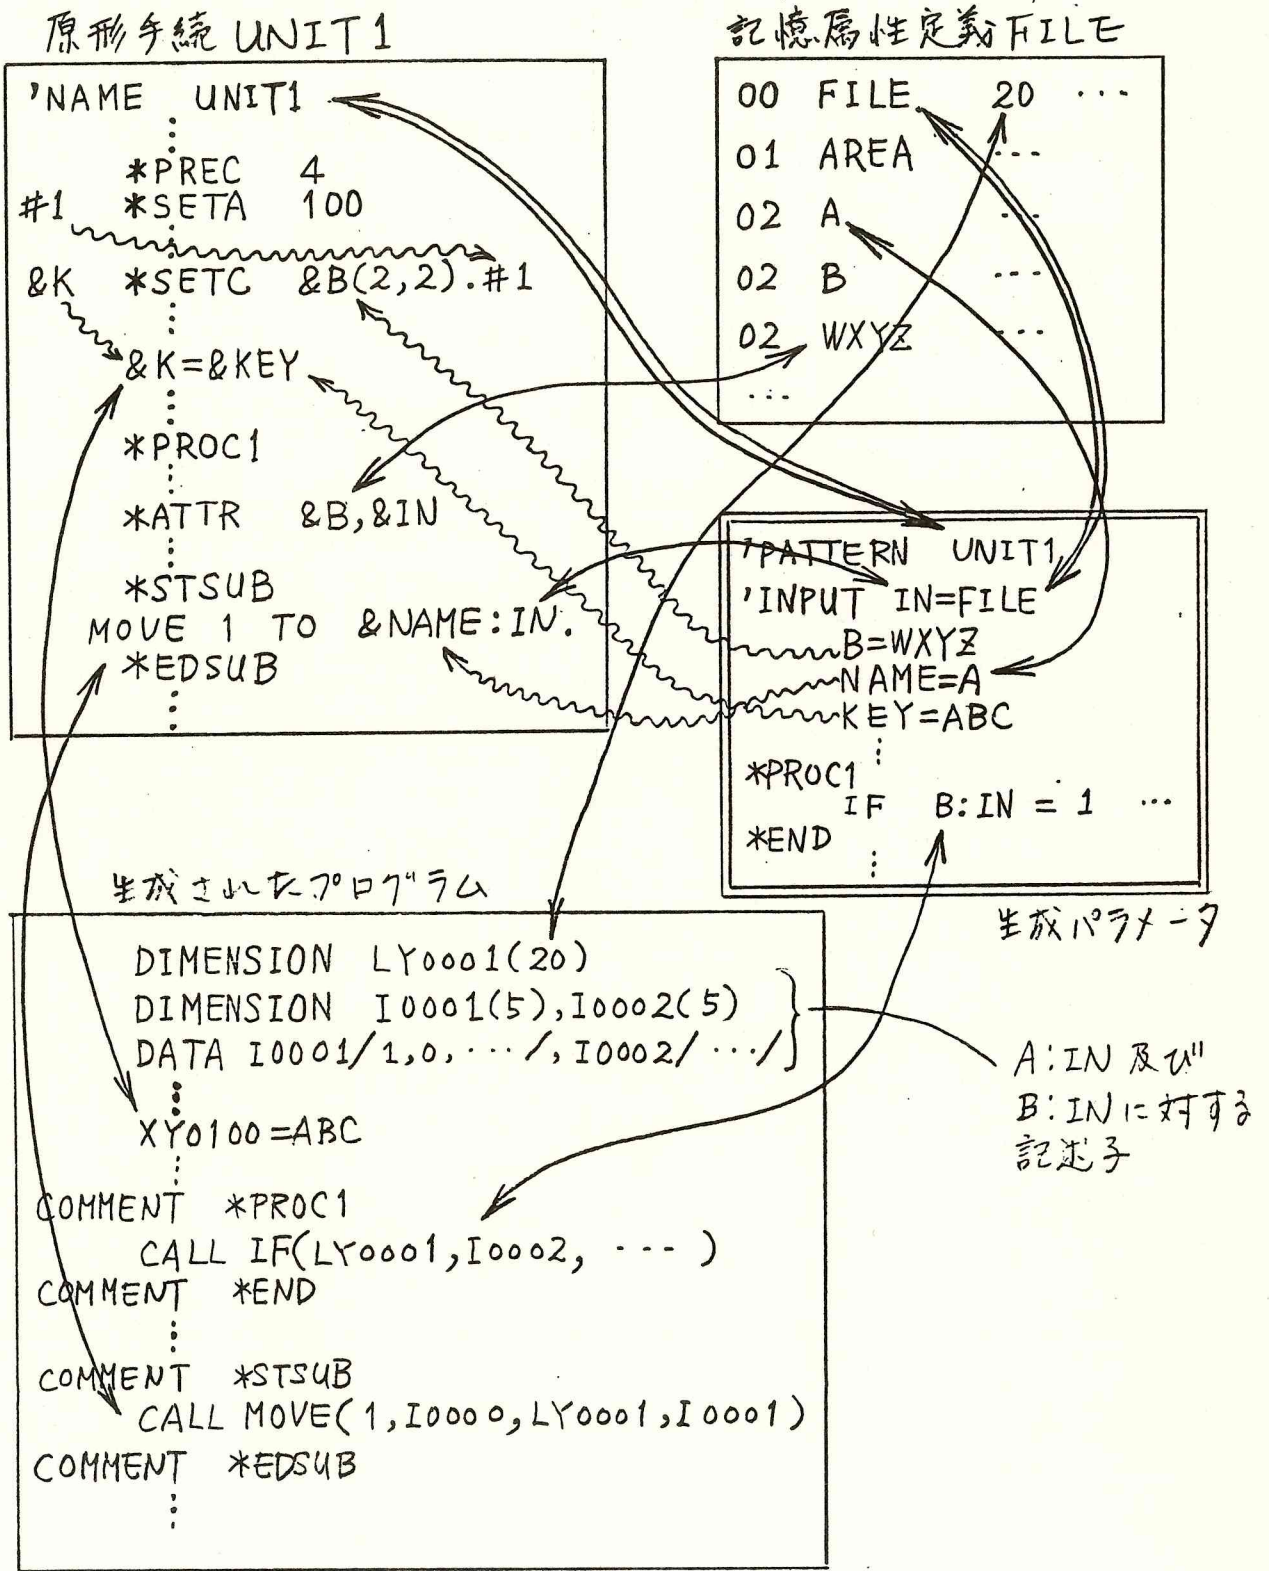 原形手続 UNIT1
'NAME UNIT1
*PREC 4
#1 *SETA 100
&K *SETC &B(2,2).#1
&K=&KEY
*PROC1
*ATTR &B,&IN
*STSUB
MOVE 1 TO &NAME:IN.
*EDSUB
記憶属性定義FILE
00 FILE 20 ...
01 AREA ...
02 A ...
02 B ...
02 WXYZ ...
...
'PATTERN UNIT1
'INPUT IN=FILE
B=WXYZ
NAME=A
KEY=ABC
*PROC1
IF B:IN = 1 ...
*END
生成パラメータ
生成されたプログラム
DIMENSION LY0001(20)
DIMENSION I0001(5),I0002(5)
DATA I0001/1,0,.../,I0002/.../
XY0100=ABC
COMMENT *PROC1
CALL IF(LY0001,I0002, ... )
COMMENT *END
COMMENT *STSUB
CALL MOVE(1,I0000,LY0001,I0001)
COMMENT *EDSUB
A:IN 及び
B:INに対する
記述子